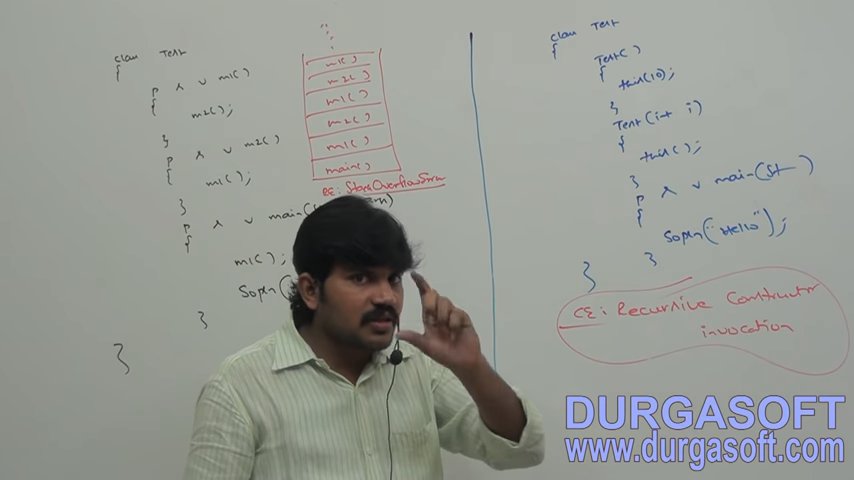 class Test
{
p s v m1()
{
m2();
}
p s v m2()
{
m1();
}
p s v main(
{
m1();
Sopln(
}
}
m1()
m2()
m1()
m2()
m1()
main()
RE: StackOverflowError
class Test
{
Test()
{
this(10);
}
Test(int i)
{
this();
}
p s v main(St---)
{
Sopln("Hello");
}
}
CE: Recursive Constructor
invocation
DURGASOFT
www.durgasoft.com